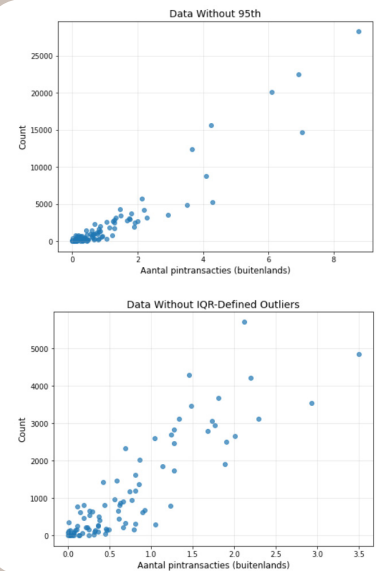 Data Without 95th
25000
20000
15000
10000
5000
0
Count
0 2 4 6 8
Aantal pintransacties (buitenlands)
Data Without IQR-Defined Outliers
5000
4000
3000
2000
1000
0
Count
0.0 0.5 1.0 1.5 2.0 2.5 3.0 3.5
Aantal pintransacties (buitenlands)